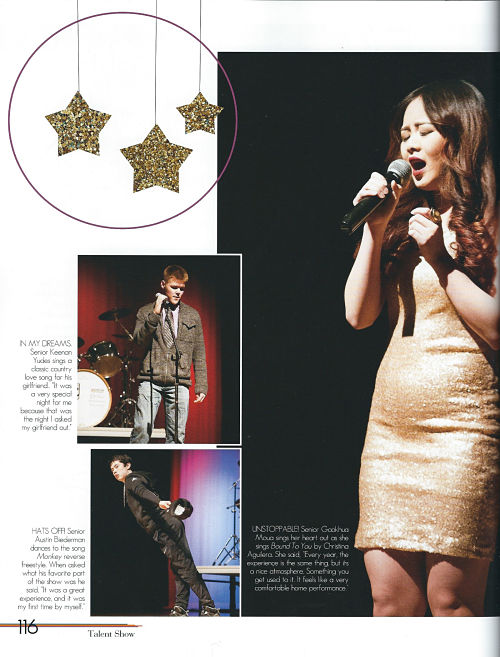 IN MY DREAMS.
Senior Keenan
Yudes sings a
classic country
love song for his
girlfriend. "It was
a very special
night for me
because that was
the night I asked
my girlfriend out."
HATS OFF! Senior
Austin Biederman
dances to the song
Monkey reverse
freestyle. When asked
what his favorite part
of the show was he
said, "It was a great
experience, and it was
my first time by myself."
UNSTOPPABLE! Senior Gaokhua
Moua sings her heart out as she
sings Bound To You by Christina
Aguilera. She said, "Every year, the
experience is the same thing, but its
a nice atmosphere. Something you
get used to it. It feels like a very
comfortable home performance."
116
Talent Show